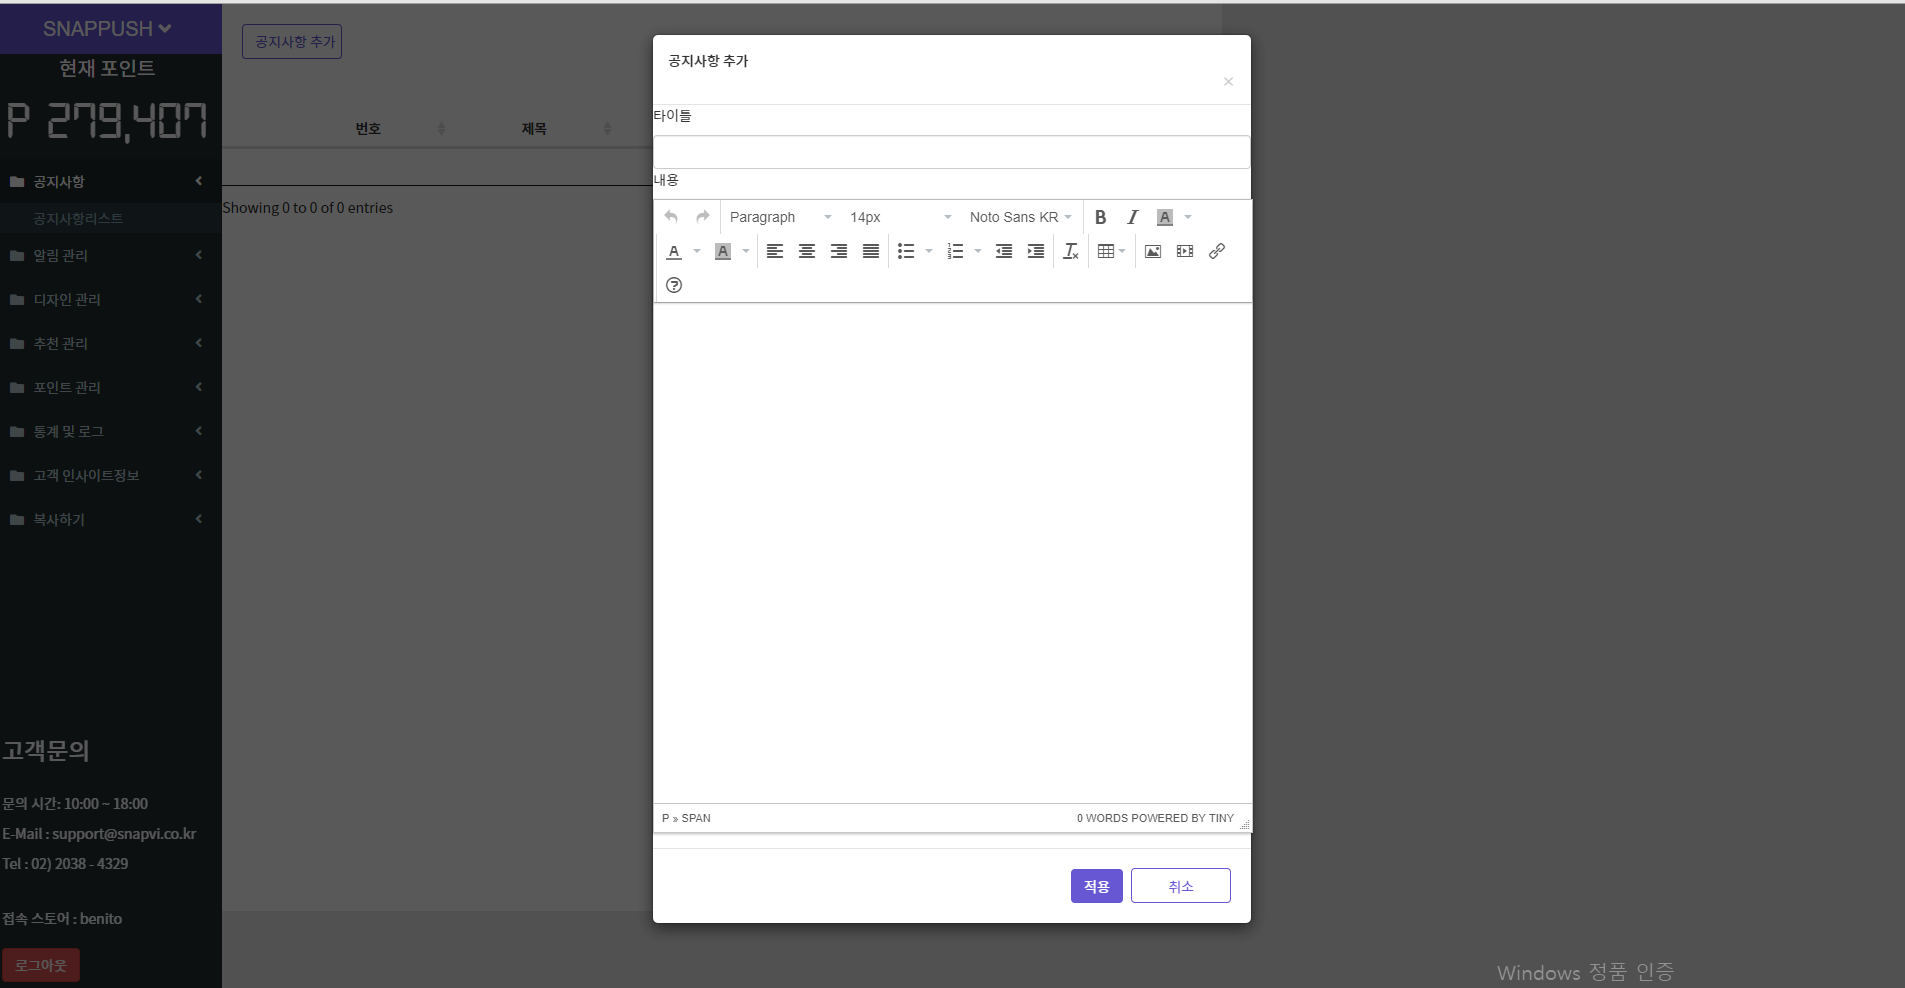 SNAPPUSH
현재 포인트
P 279,407
공지사항
공지사항리스트
알림 관리
디자인 관리
추천 관리
포인트 관리
통계 및 로그
고객 인사이트정보
복사하기
고객문의
문의 시간: 10:00 ~ 18:00
E-Mail : support@snapvi.co.kr
Tel : 02) 2038 - 4329
접속 스토어 : benito
로그아웃
공지사항 추가
번호 제목
Showing 0 to 0 of 0 entries
공지사항 추가
×
타이틀
내용
Paragraph 14px Noto Sans KR B I A
A A
P » SPAN 0 WORDS POWERED BY TINY
적용 취소
Windows 정품 인증